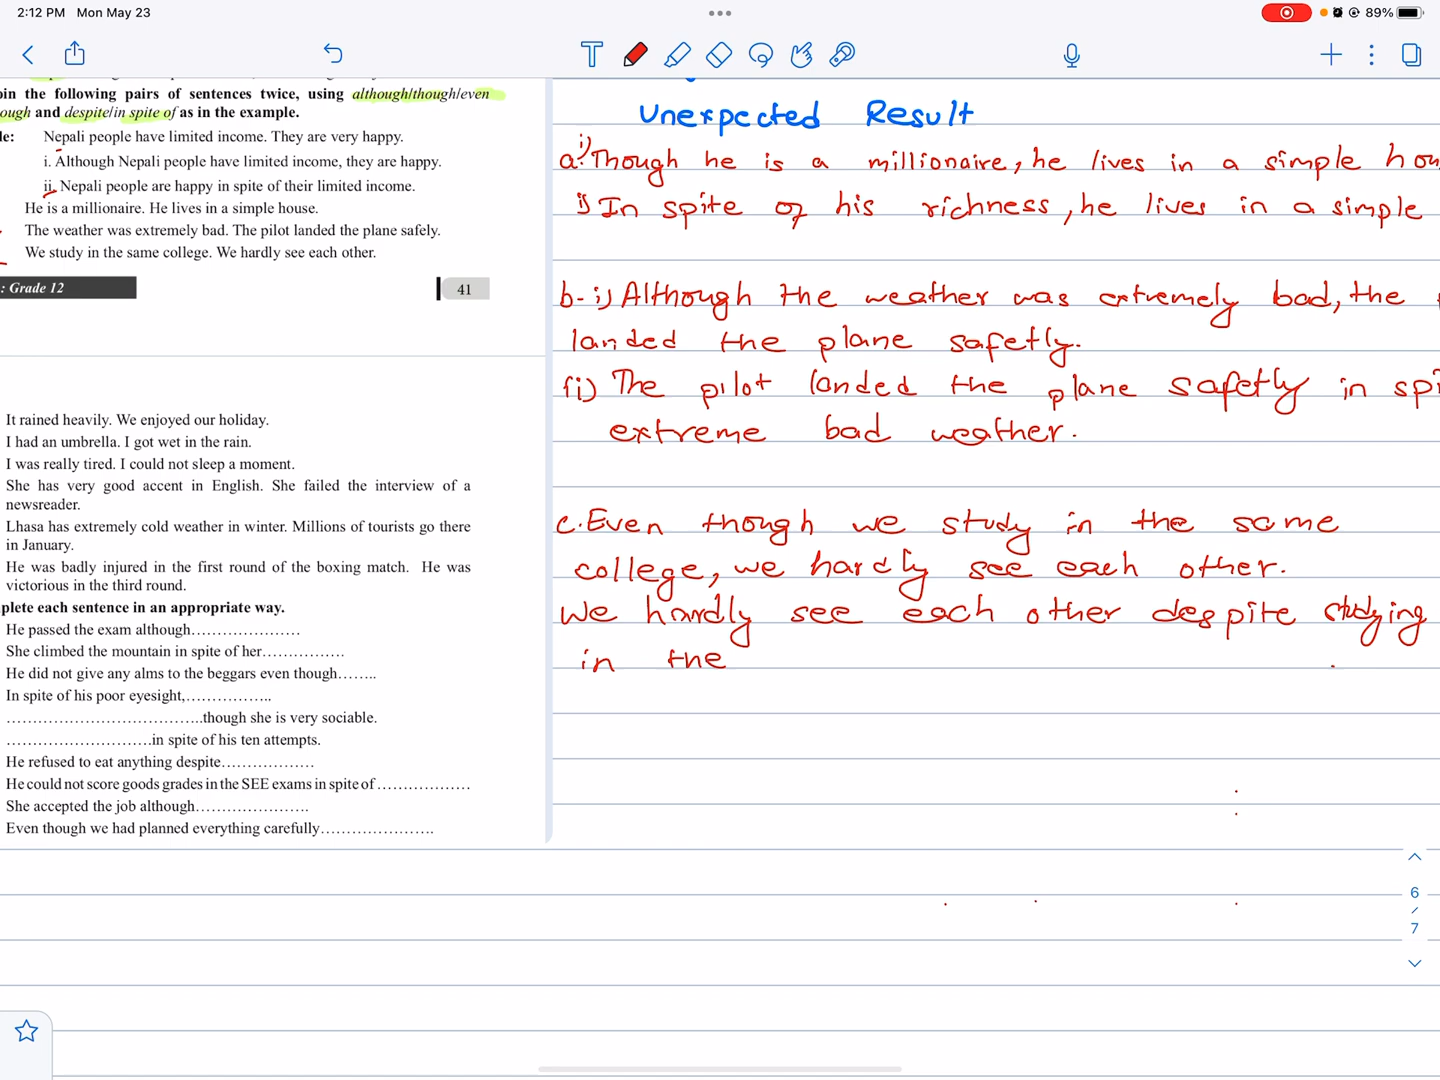 2:12 PM Mon May 23
89%
oin the following pairs of sentences twice, using although/though/even
ough and despite/in spite of as in the example.
le: Nepali people have limited income. They are very happy.
i. Although Nepali people have limited income, they are happy.
ii. Nepali people are happy in spite of their limited income.
He is a millionaire. He lives in a simple house.
The weather was extremely bad. The pilot landed the plane safely.
We study in the same college. We hardly see each other.
: Grade 12
41
It rained heavily. We enjoyed our holiday.
I had an umbrella. I got wet in the rain.
I was really tired. I could not sleep a moment.
She has very good accent in English. She failed the interview of a
newsreader.
Lhasa has extremely cold weather in winter. Millions of tourists go there
in January.
He was badly injured in the first round of the boxing match. He was
victorious in the third round.
plete each sentence in an appropriate way.
He passed the exam although.....................
She climbed the mountain in spite of her...............
He did not give any alms to the beggars even though........
In spite of his poor eyesight,................
.....................................though she is very sociable.
............................in spite of his ten attempts.
He refused to eat anything despite..................
He could not score goods grades in the SEE exams in spite of ..................
She accepted the job although......................
Even though we had planned everything carefully......................
Unexpected Result
a. i) Though he is a millionaire, he lives in a simple hou
ii) In spite of his richness, he lives in a simple
b- i) Although the weather was extremely bad, the
landed the plane safetly.
(ii) The pilot landed the plane safetly in spi
extreme bad weather.
c. Even though we study in the same
college, we hardly see each other.
We hardly see each other despite studying
in the
6
/
7